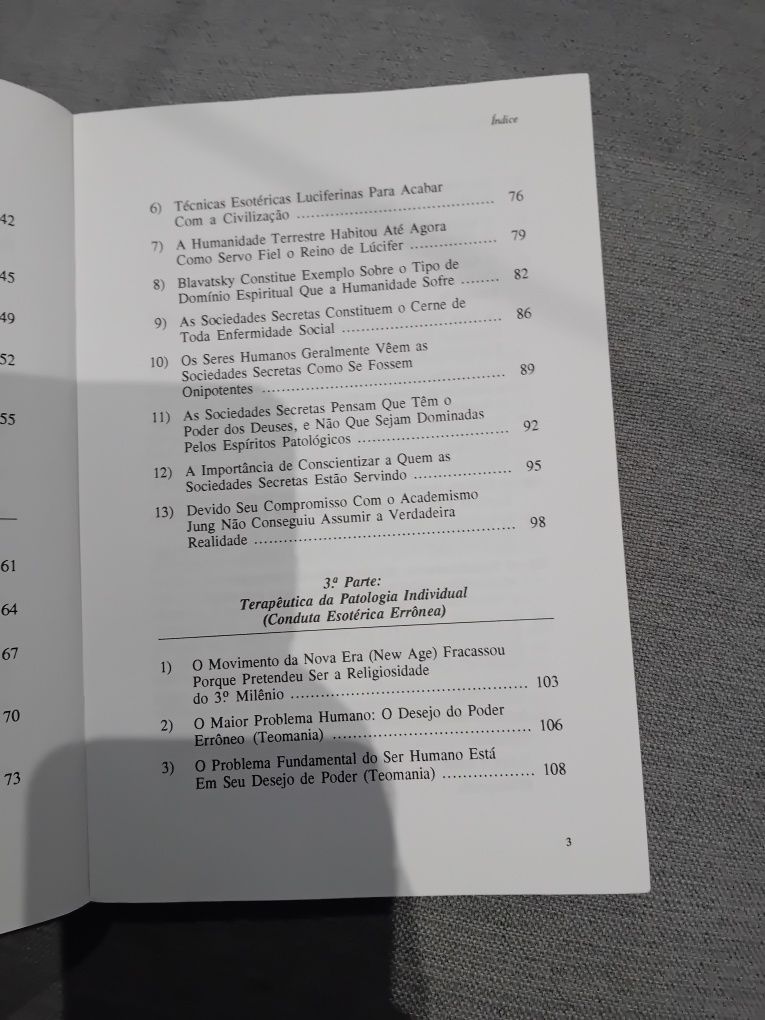 42
45
49
52
55
61
64
67
70
73
Índice
6) Técnicas Esotéricas Luciferinas Para Acabar
Com a Civilização ................................................ 76
7) A Humanidade Terrestre Habitou Até Agora
Como Servo Fiel o Reino de Lúcifer ..................... 79
8) Blavatsky Constitue Exemplo Sobre o Tipo de
Domínio Espiritual Que a Humanidade Sofre ......... 82
9) As Sociedades Secretas Constituem o Cerne de
Toda Enfermidade Social ..................................... 86
10) Os Seres Humanos Geralmente Vêem as
Sociedades Secretas Como Se Fossem
Onipotentes ......................................................... 89
11) As Sociedades Secretas Pensam Que Têm o
Poder dos Deuses, e Não Que Sejam Dominadas
Pelos Espíritos Patológicos ................................... 92
12) A Importância de Conscientizar a Quem as
Sociedades Secretas Estão Servindo ...................... 95
13) Devido Seu Compromisso Com o Academismo
Jung Não Conseguiu Assumir a Verdadeira
Realidade ............................................................ 98
3ª Parte:
Terapêutica da Patologia Individual
(Conduta Esotérica Errônea)
1) O Movimento da Nova Era (New Age) Fracassou
Porque Pretendeu Ser a Religiosidade
do 3º Milênio ...................................................... 103
2) O Maior Problema Humano: O Desejo do Poder
Errôneo (Teomania) ............................................. 106
3) O Problema Fundamental do Ser Humano Está
Em Seu Desejo de Poder (Teomania) .................... 108
3